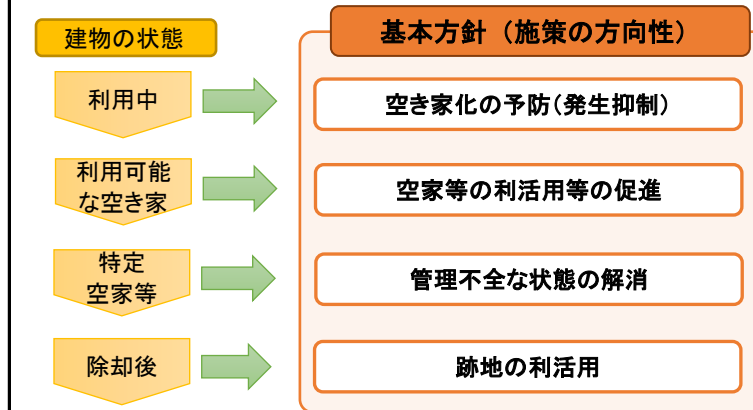 建物の状態
基本方針（施策の方向性）
利用中
空き家化の予防（発生抑制）
利用可能
な空き家
空家等の利活用等の促進
特定
空家等
管理不全な状態の解消
除却後
跡地の利活用